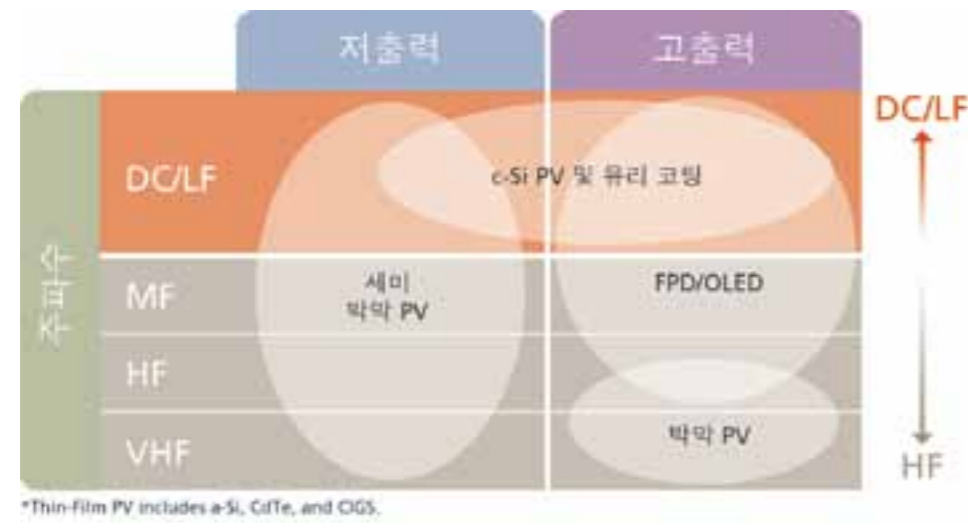 저출력
고출력
DC/LF
DC/LF
c-Si PV 및 유리 코팅
주파수
MF
세미
박막 PV
FPD/OLED
HF
VHF
박막 PV
HF
*Thin-Film PV includes a-Si, CdTe, and CIGS.